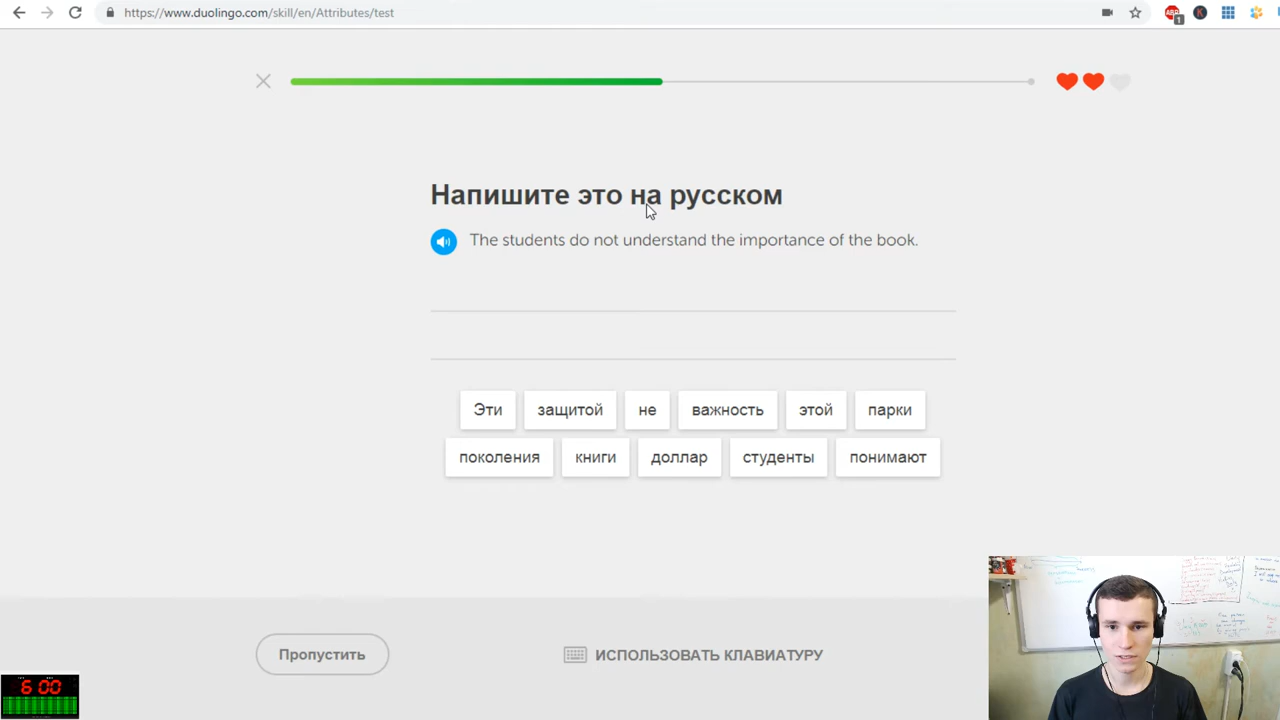 https://www.duolingo.com/skill/en/Attributes/test
ABP
1
K
Напишите это на русском
The students do not understand the importance of the book.
Эти защитой не важность этой парки
поколения книги доллар студенты понимают
Пропустить
ИСПОЛЬЗОВАТЬ КЛАВИАТУРУ
6 00